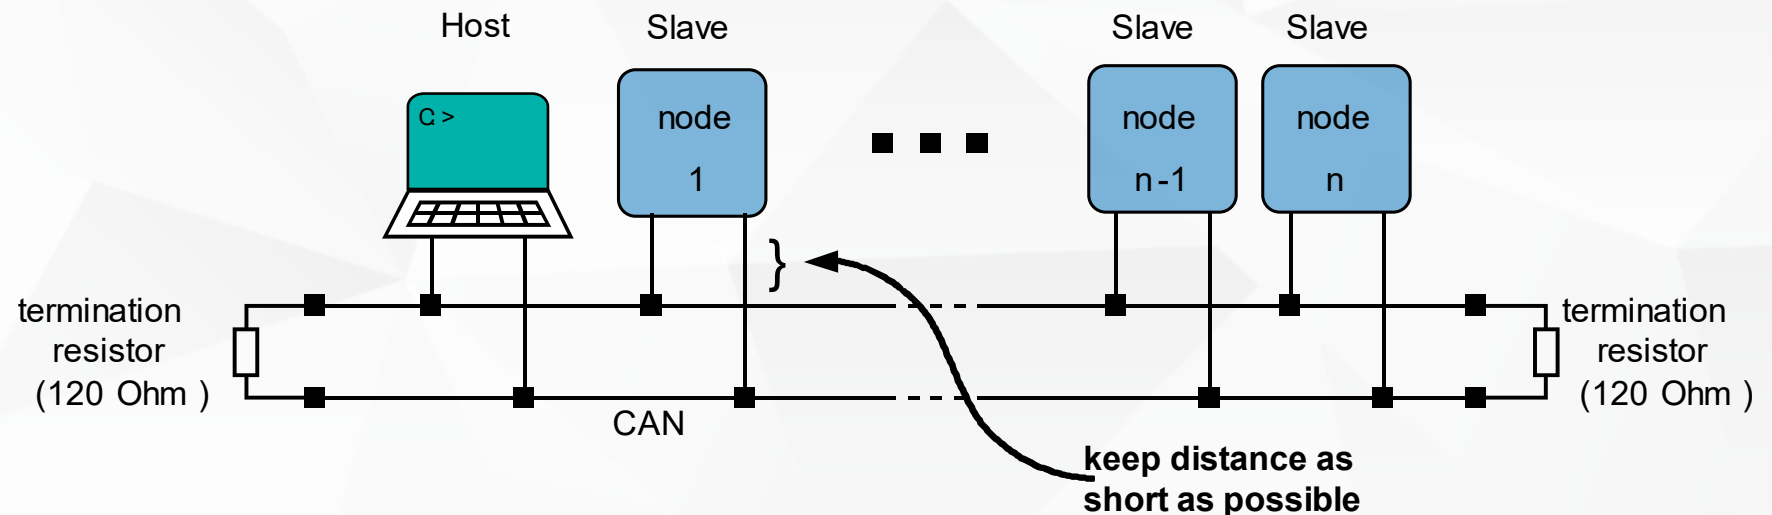 Host
Slave
Slave
Slave
C:>
node
1
node
n-1
node
n
}
termination
resistor
(120 Ohm )
termination
resistor
(120 Ohm )
CAN
keep distance as
short as possible